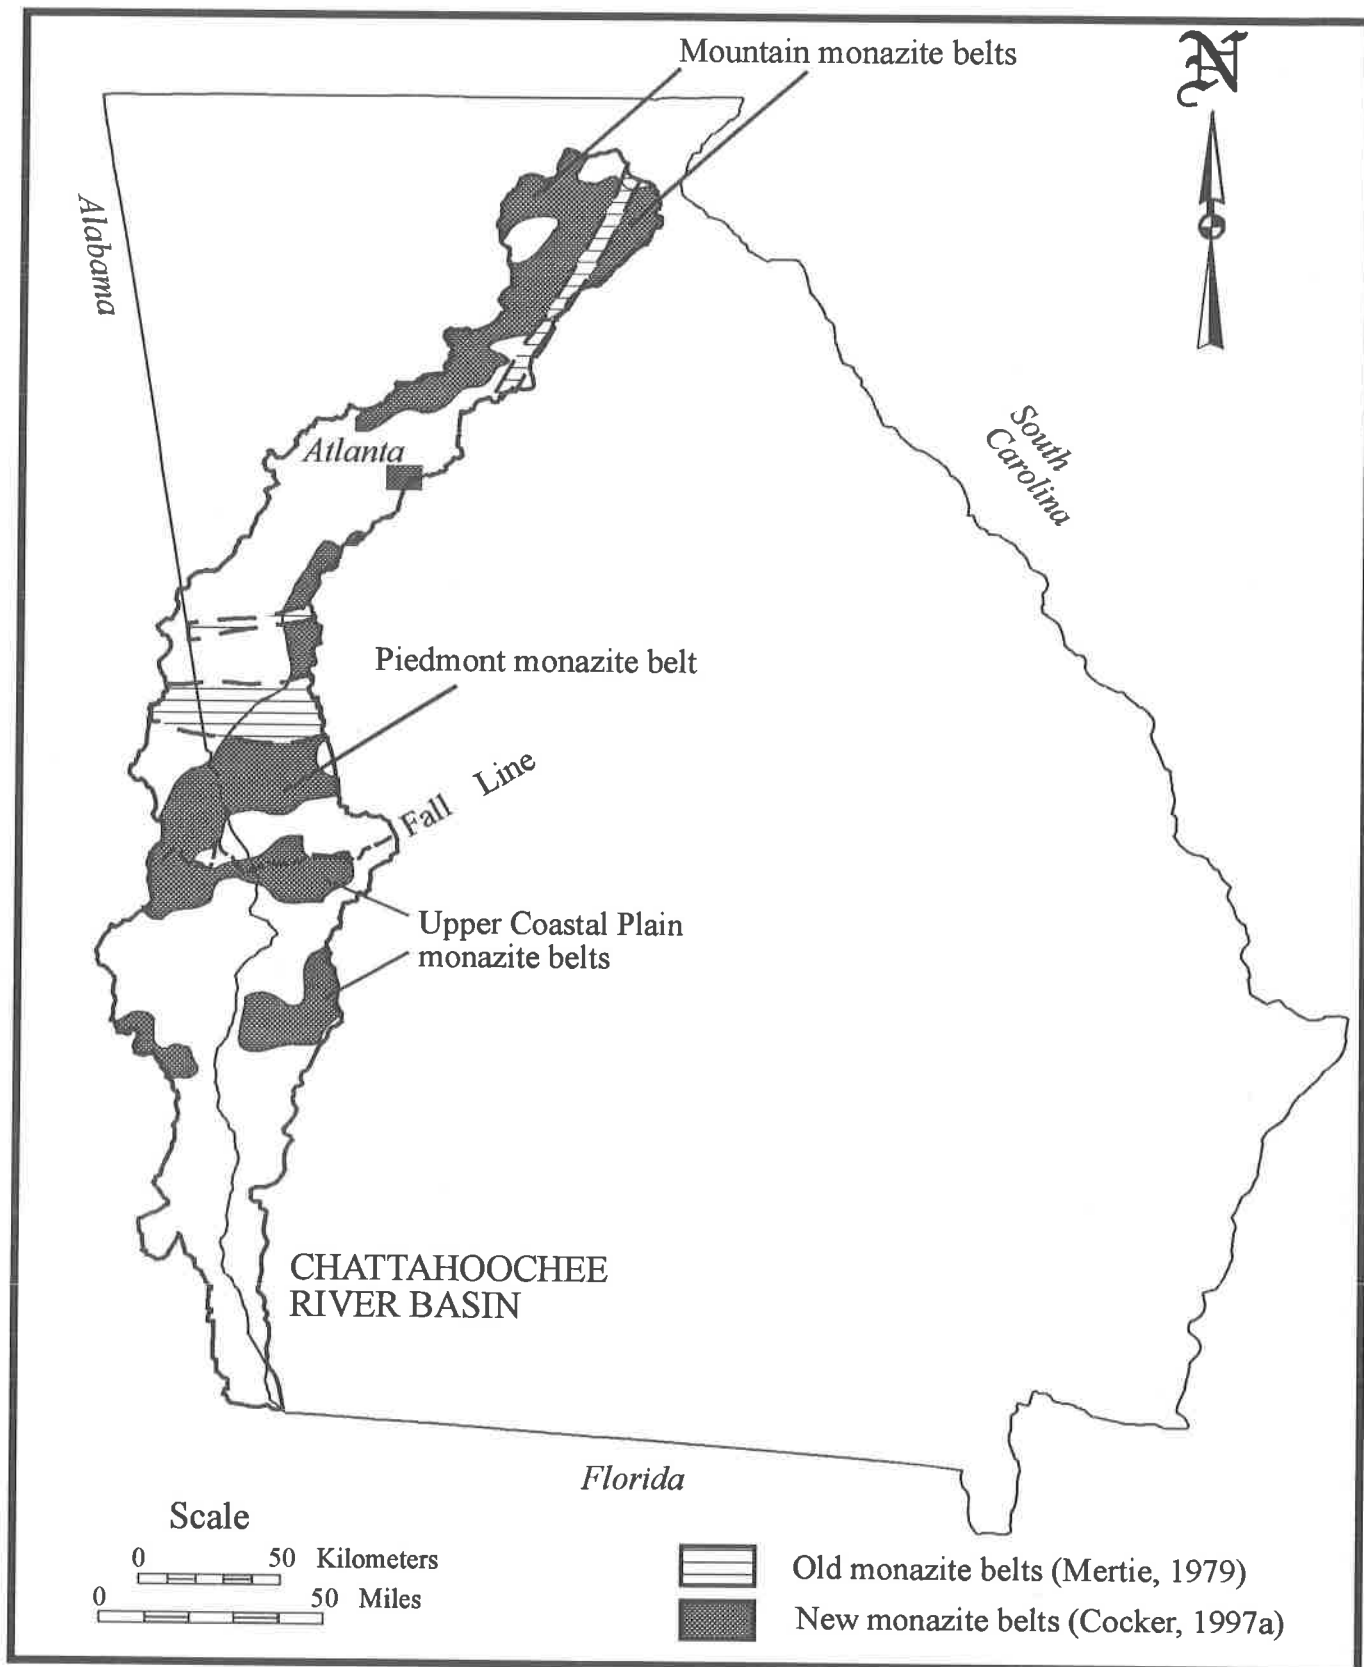 Mountain monazite belts
N
Alabama
South
Carolina
Atlanta
Piedmont monazite belt
Fall Line
Upper Coastal Plain
monazite belts
CHATTAHOOCHEE
RIVER BASIN
Florida
Scale
0 50 Kilometers
0 50 Miles
Old monazite belts (Mertie, 1979)
New monazite belts (Cocker, 1997a)